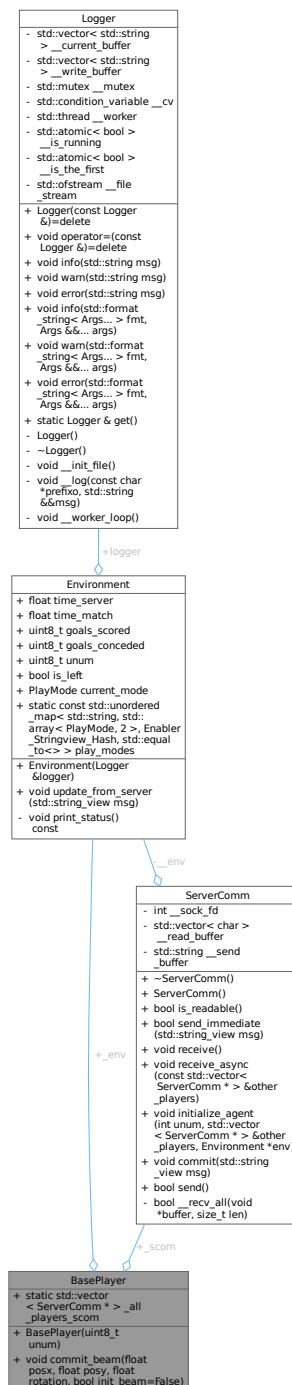 Logger
- std::vector< std::string
> __current_buffer
- std::vector< std::string
> __write_buffer
- std::mutex __mutex
- std::condition_variable __cv
- std::thread __worker
- std::atomic< bool >
__is_running
- std::atomic< bool >
__is_the_first
- std::ofstream __file
_stream
+ Logger(const Logger
&)=delete
+ void operator=(const
Logger &)=delete
+ void info(std::string msg)
+ void warn(std::string msg)
+ void error(std::string msg)
+ void info(std::format
_string< Args... > fmt,
Args &&... args)
+ void warn(std::format
_string< Args... > fmt,
Args &&... args)
+ void error(std::format
_string< Args... > fmt,
Args &&... args)
+ static Logger & get()
- Logger()
- ~Logger()
- void __init_file()
- void __log(const char
*prefixo, std::string
&&msg)
- void __worker_loop()
+logger
Environment
+ float time_server
+ float time_match
+ uint8_t goals_scored
+ uint8_t goals_conceded
+ uint8_t unum
+ bool is_left
+ PlayMode current_mode
+ static const std::unordered
_map< std::string, std::
array< PlayMode, 2 >, Enabler
_Stringview_Hash, std::equal
_to<> > play_modes
+ Environment(Logger
&logger)
+ void update_from_server
(std::string_view msg)
- void print_status()
const
-__env
ServerComm
- int __sock_fd
- std::vector< char >
__read_buffer
- std::string __send
_buffer
+ ~ServerComm()
+ ServerComm()
+ bool is_readable()
+ bool send_immediate
(std::string_view msg)
+ void receive()
+ void receive_async
(const std::vector<
ServerComm * > &other
_players)
+ void initialize_agent
(int unum, std::vector
< ServerComm * > &other
_players, Environment *env)
+ void commit(std::string
_view msg)
+ bool send()
- bool __recv_all(void
*buffer, size_t len)
+_env
+_scom
BasePlayer
+ static std::vector
< ServerComm * > _all
_players_scom
+ BasePlayer(uint8_t
unum)
+ void commit_beam(float
posx, float posy, float
rotation, bool init_beam=False)